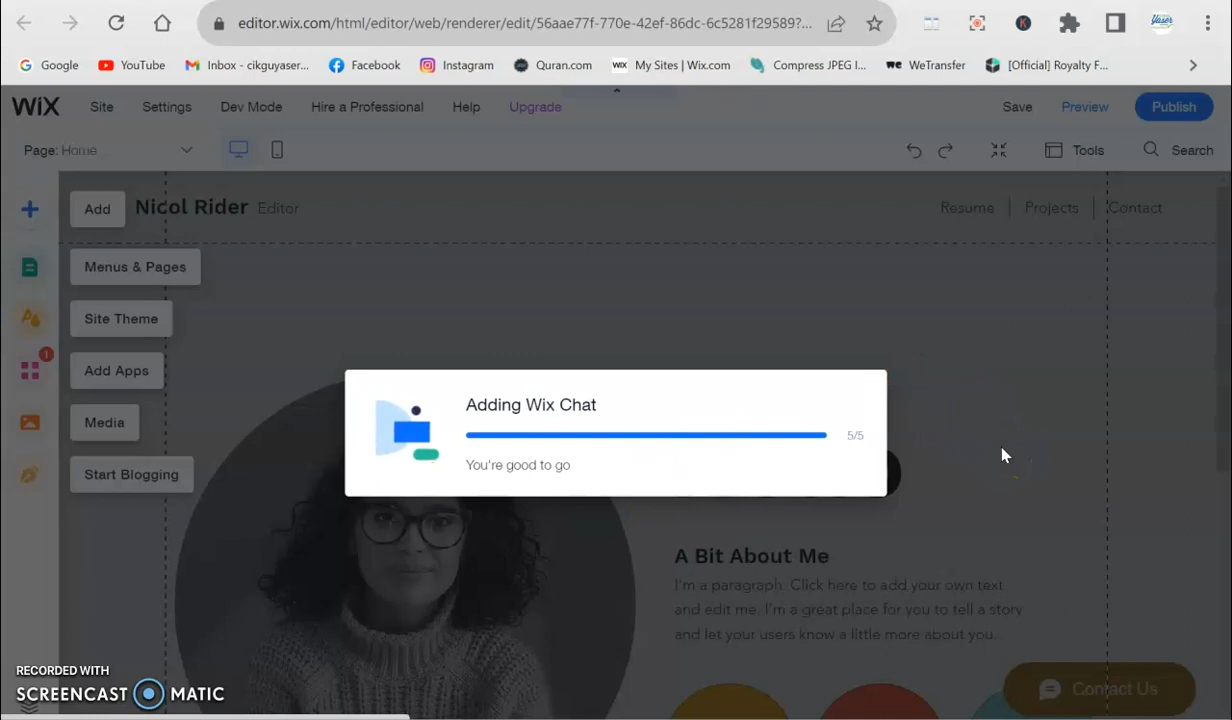 editor.wix.com/html/editor/web/renderer/edit/56aae77f-770e-42ef-86dc-6c5281f29589?...
Google YouTube Inbox - cikguyaser... Facebook Instagram Quran.com WIX My Sites | Wix.com Compress JPEG I... we WeTransfer [Official] Royalty F...
WiX Site Settings Dev Mode Hire a Professional Help Upgrade Save Preview Publish
Page: Home Tools Search
Add Nicol Rider Editor Resume Projects Contact
Menus & Pages
Site Theme
1
Add Apps
Media
Start Blogging
Adding Wix Chat
5/5
You're good to go
A Bit About Me
I'm a paragraph. Click here to add your own text
and edit me. I'm a great place for you to tell a story
and let your users know a little more about you.
Contact Us
RECORDED WITH
SCREENCAST MATIC